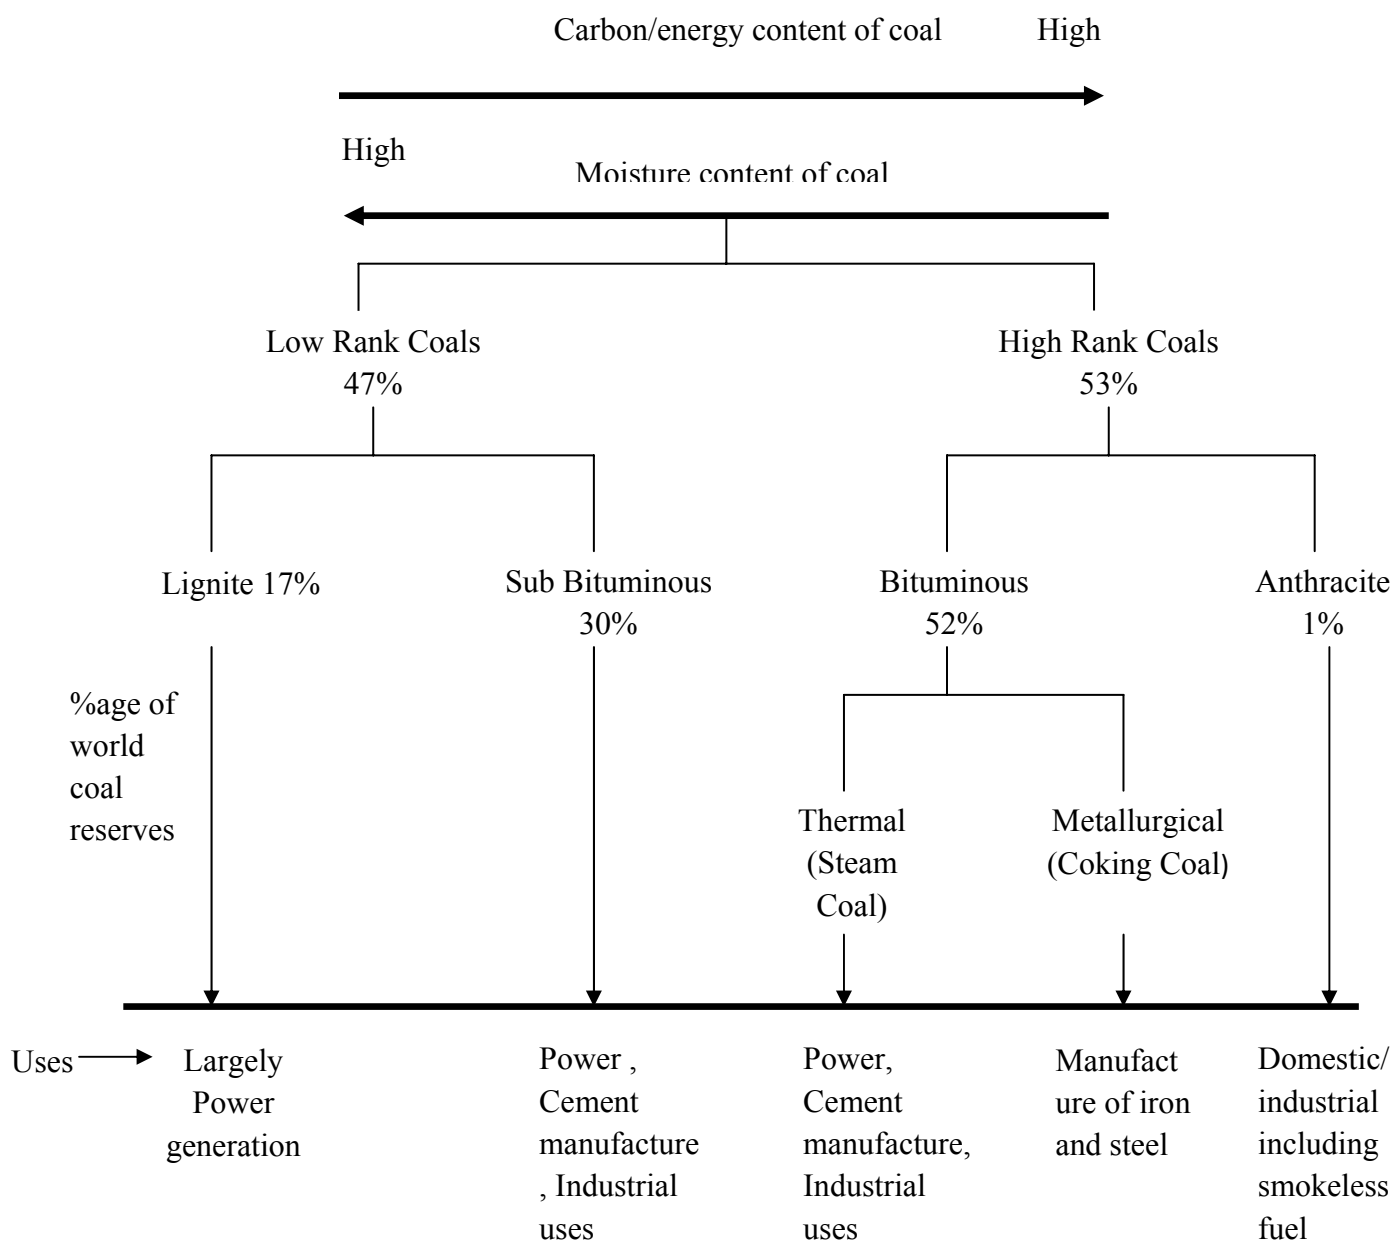 Carbon/energy content of coal High
High
Moisture content of coal
Low Rank Coals
47%
High Rank Coals
53%
Lignite 17%
Sub Bituminous
30%
Bituminous
52%
Anthracite
1%
%age of
world
coal
reserves
Thermal
(Steam
Coal)
Metallurgical
(Coking Coal)
Uses
Largely
Power
generation
Power ,
Cement
manufacture
, Industrial
uses
Power,
Cement
manufacture,
Industrial
uses
Manufact
ure of iron
and steel
Domestic/
industrial
including
smokeless
fuel